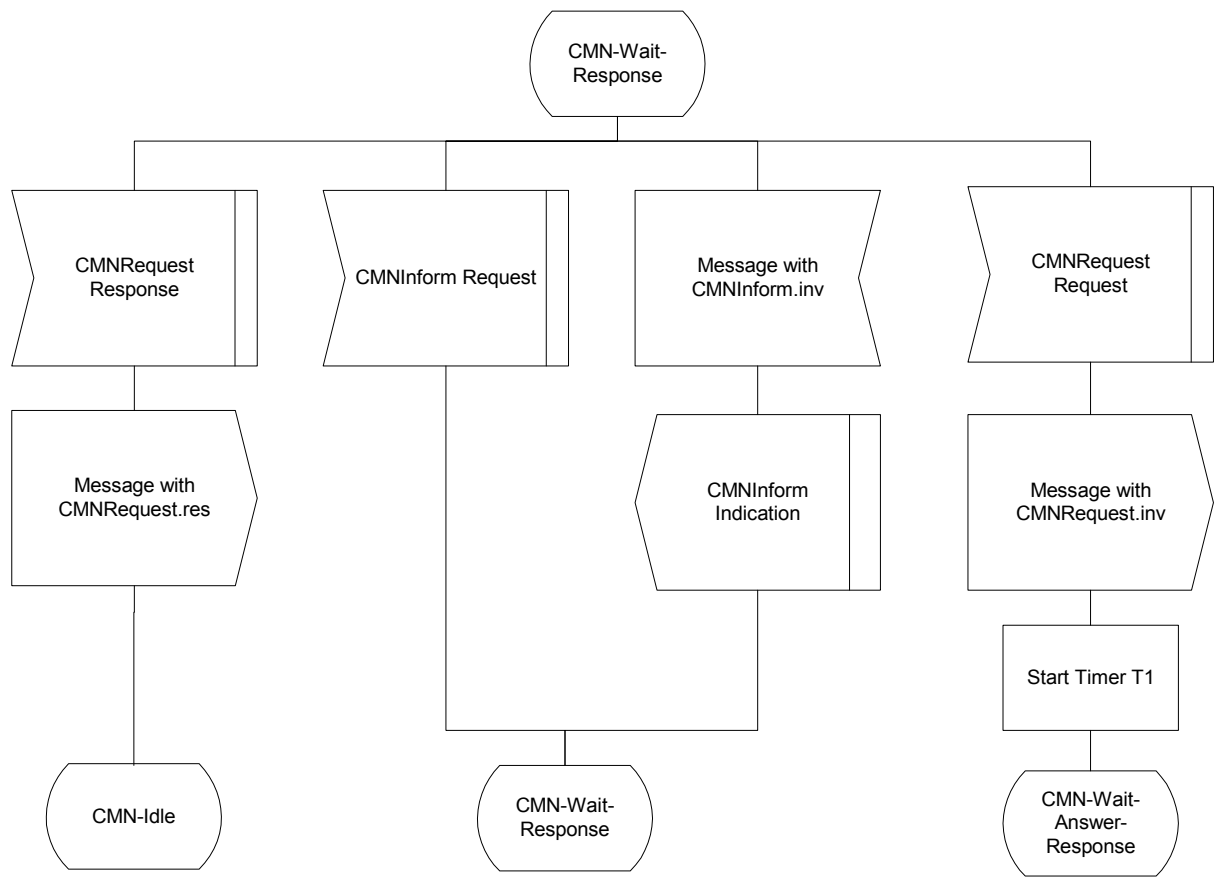 CMN-Wait-
Response
CMNRequest
Response
CMNInform Request
Message with
CMNInform.inv
CMNRequest
Request
Message with
CMNRequest.res
CMNInform
Indication
Message with
CMNRequest.inv
Start Timer T1
CMN-Idle
CMN-Wait-
Response
CMN-Wait-
Answer-
Response